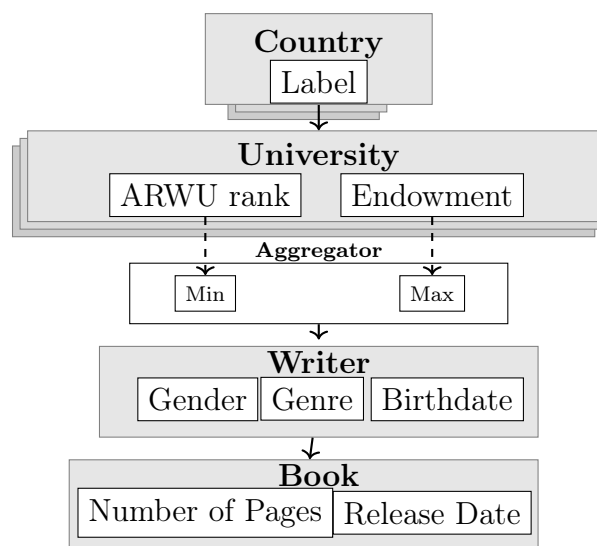 Country
Label
University
ARWU rank Endowment
Aggregator
Min Max
Writer
Gender Genre Birthdate
Book
Number of Pages Release Date